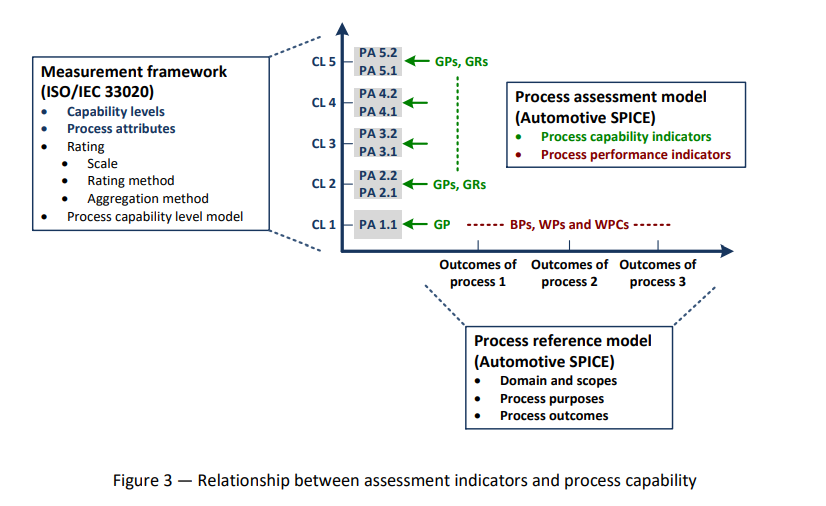 Measurement framework
(ISO/IEC 33020)
• Capability levels
• Process attributes
• Rating
• Scale
• Rating method
• Aggregation method
• Process capability level model
CL 5
PA 5.2
PA 5.1
GPs, GRs
CL 4
PA 4.2
PA 4.1
CL 3
PA 3.2
PA 3.1
CL 2
PA 2.2
PA 2.1
GPs, GRs
CL 1
PA 1.1
GP
BPs, WPs and WPCs
Process assessment model
(Automotive SPICE)
• Process capability indicators
• Process performance indicators
Outcomes of
process 1
Outcomes of
process 2
Outcomes of
process 3
Process reference model
(Automotive SPICE)
• Domain and scopes
• Process purposes
• Process outcomes
Figure 3 — Relationship between assessment indicators and process capability